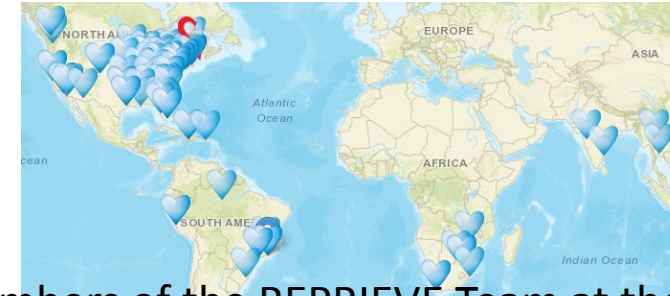 NORTH A
EUROPE
ASIA
Atlantic
Ocean
cean
AFRICA
SOUTH AME
Indian Ocean
mbers of the REPRIEVE Team at th